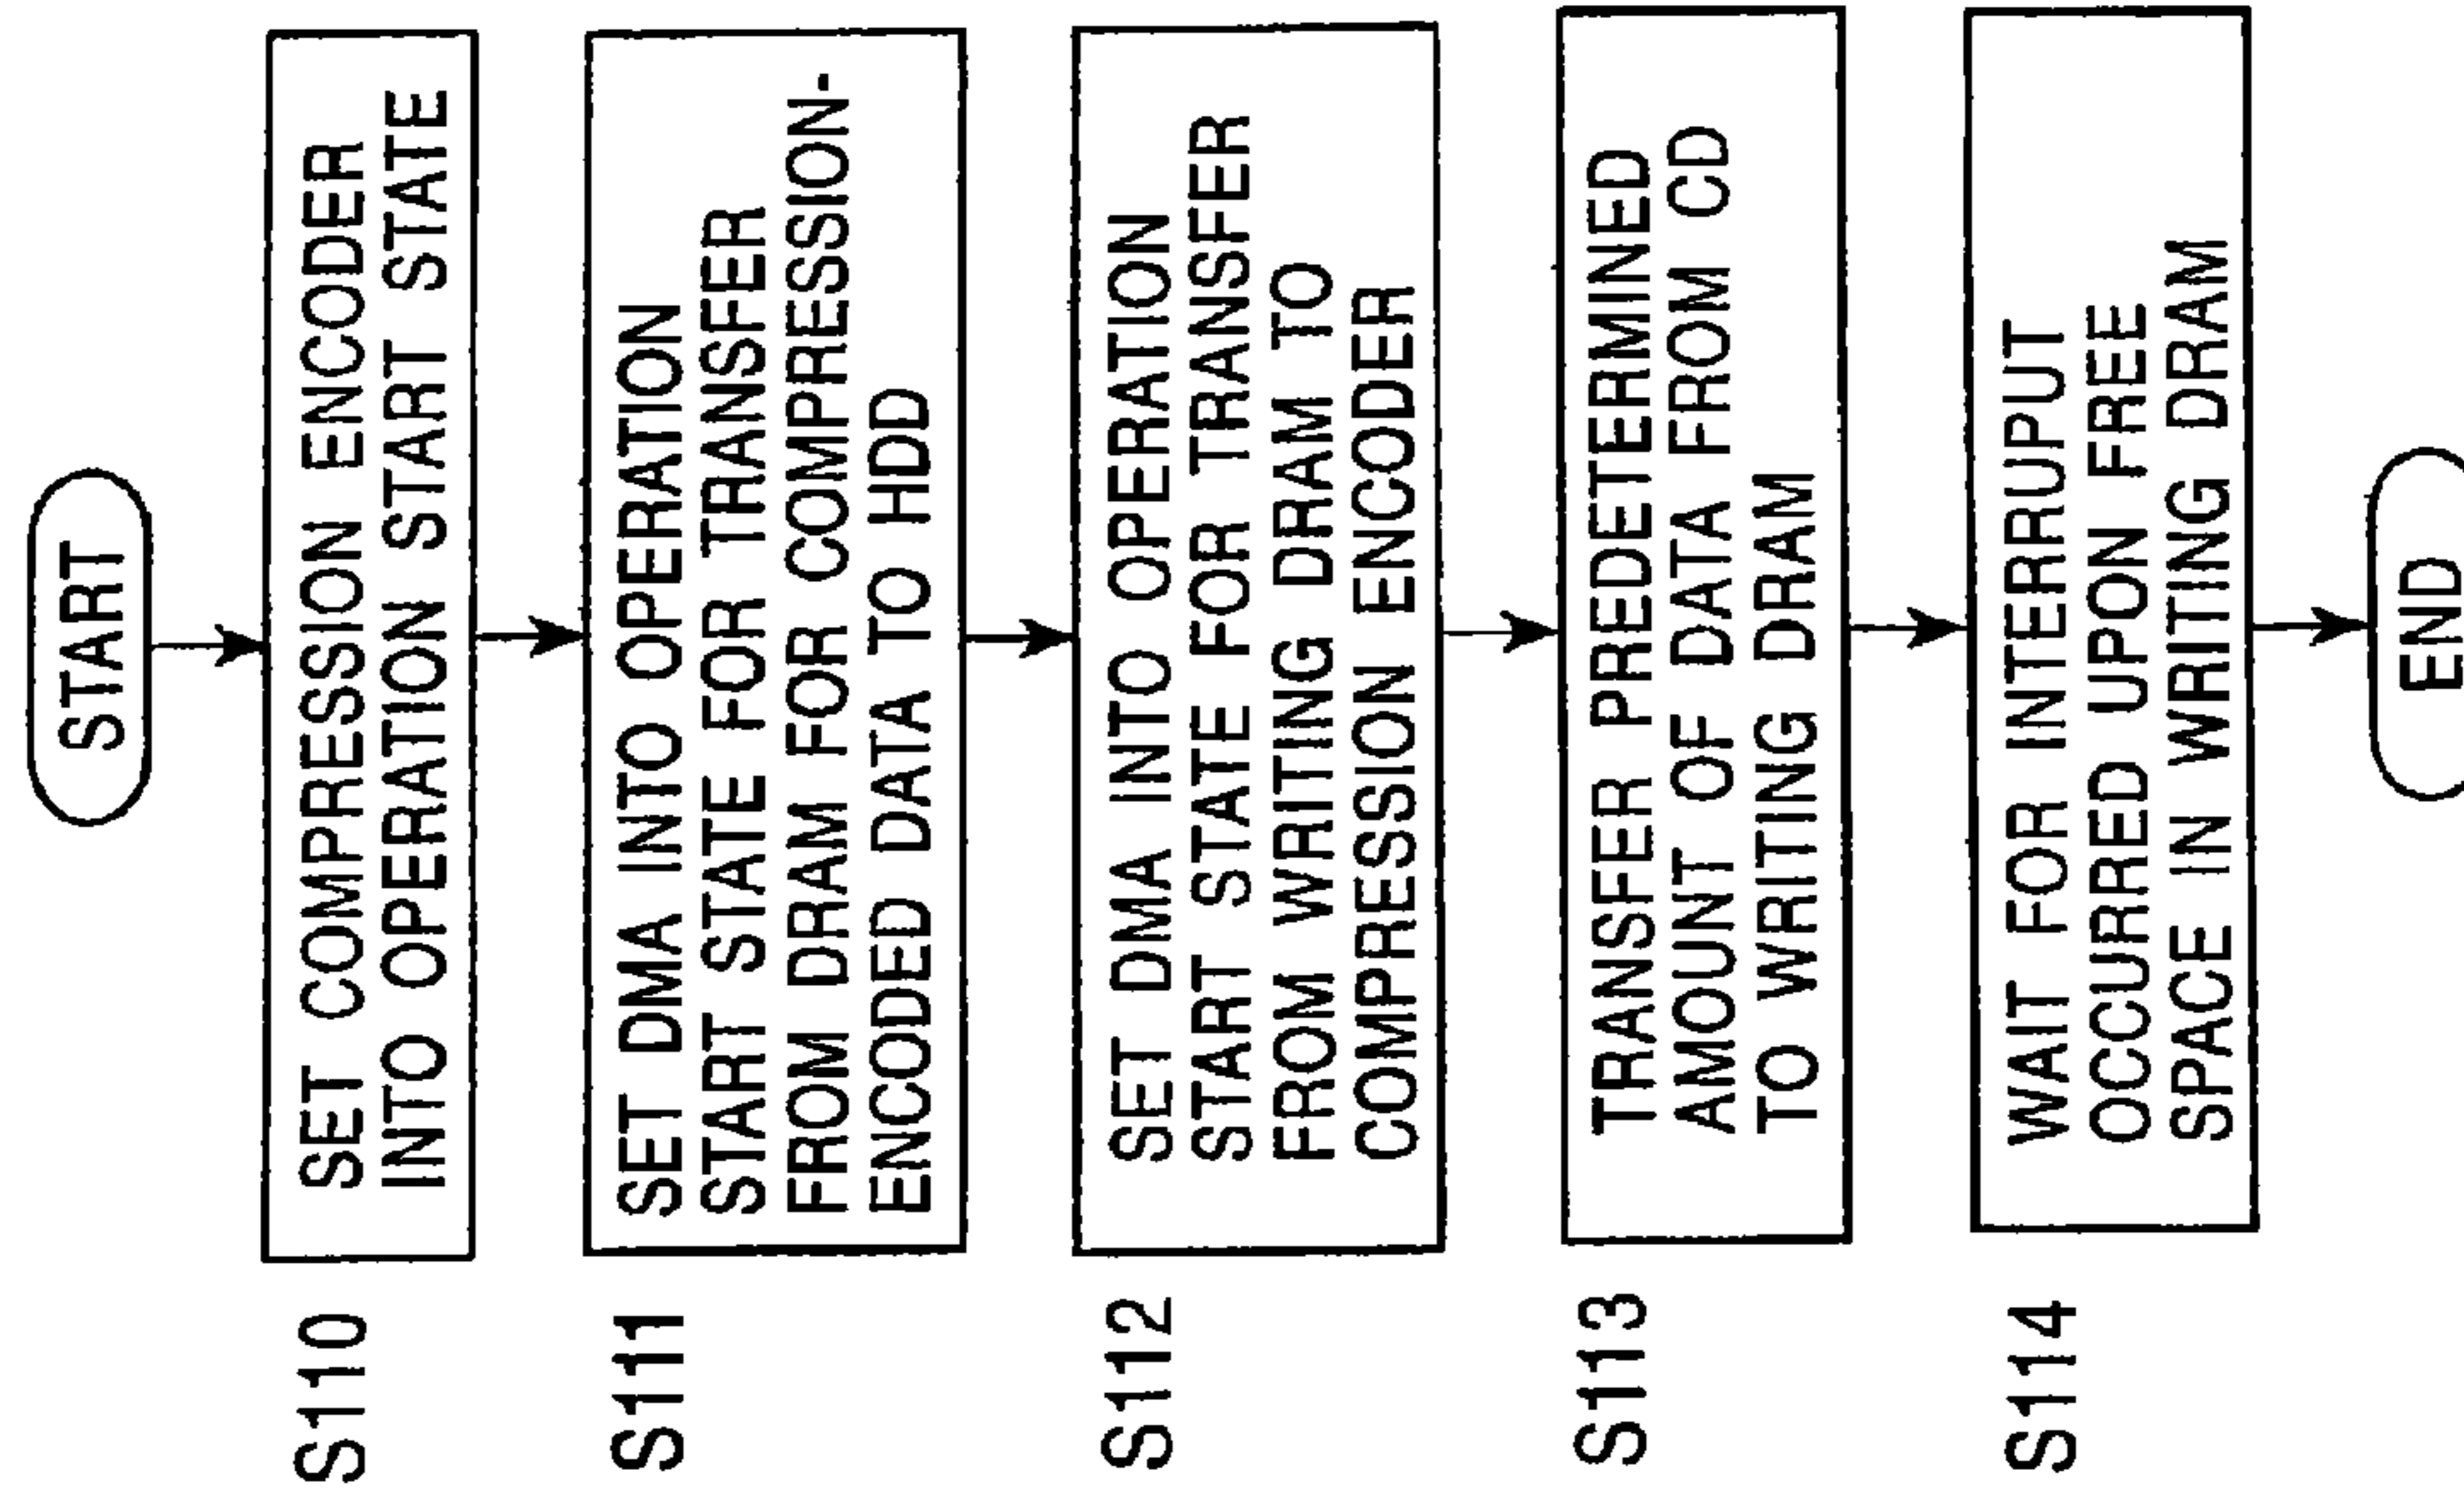 START
S110
SET COMPRESSION ENCODER
INTO OPERATION START STATE
S111
SET DMA INTO OPERATION
START STATE FOR TRANSFER
FROM DRAM FOR COMPRESSION-
ENCODED DATA TO HDD
S112
SET DMA INTO OPERATION
START STATE FOR TRANSFER
FROM WRITING DRAM TO
COMPRESSION ENCODER
S113
TRANSFER PREDETERMINED
AMOUNT OF DATA FROM CD
TO WRITING DRAM
S114
WAIT FOR INTERRUPUT
OCCURED UPON FREE
SPACE IN WRITING DRAM
END